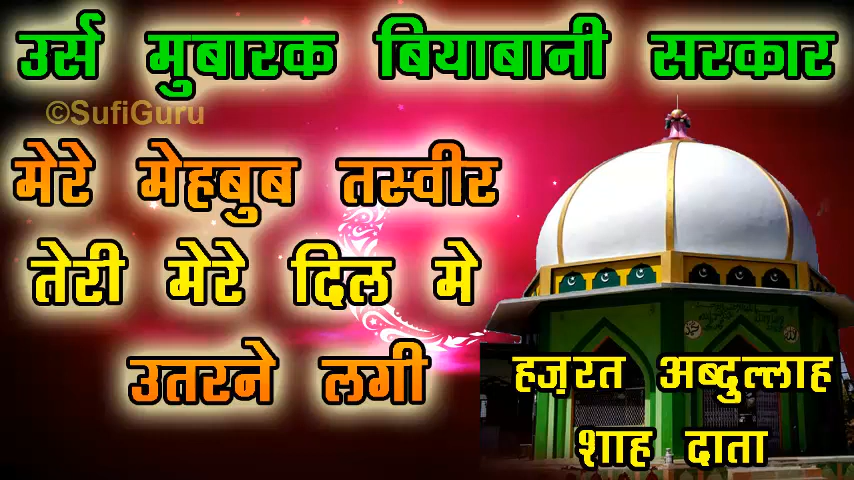 उर्स मुबारक बियाबानी सरकार
©SufiGuru
मेरे मेहबुब तस्वीर
तेरी मेरे दिल मे
उतरने लगी
हज़रत अब्दुल्लाह
शाह दाता